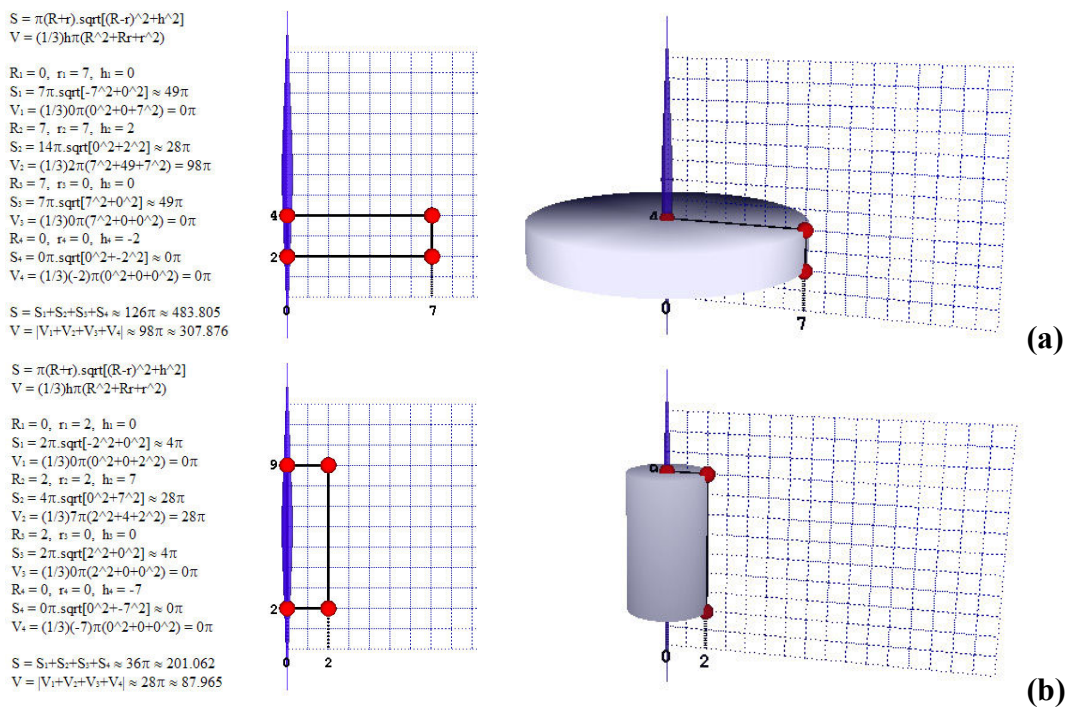 S = π(R+r).sqrt[(R-r)^2+h^2]
V = (1/3)hπ(R^2+Rr+r^2)
R₁ = 0, r₁ = 7, h₁ = 0
S₁ = 7π.sqrt[-7^2+0^2] ≈ 49π
V₁ = (1/3)0π(0^2+0+7^2) = 0π
R₂ = 7, r₂ = 7, h₂ = 2
S₂ = 14π.sqrt[0^2+2^2] ≈ 28π
V₂ = (1/3)2π(7^2+49+7^2) = 98π
R₃ = 7, r₃ = 0, h₃ = 0
S₃ = 7π.sqrt[7^2+0^2] ≈ 49π
V₃ = (1/3)0π(7^2+0+0^2) = 0π
R₄ = 0, r₄ = 0, h₄ = -2
S₄ = 0π.sqrt[0^2+-2^2] ≈ 0π
V₄ = (1/3)(-2)π(0^2+0+0^2) = 0π
S = S₁+S₂+S₃+S₄ ≈ 126π ≈ 483.805
V = |V₁+V₂+V₃+V₄| ≈ 98π ≈ 307.876
4
2
0 7
4
0
7
(a)
S = π(R+r).sqrt[(R-r)^2+h^2]
V = (1/3)hπ(R^2+Rr+r^2)
R₁ = 0, r₁ = 2, h₁ = 0
S₁ = 2π.sqrt[-2^2+0^2] ≈ 4π
V₁ = (1/3)0π(0^2+0+2^2) = 0π
R₂ = 2, r₂ = 2, h₂ = 7
S₂ = 4π.sqrt[0^2+7^2] ≈ 28π
V₂ = (1/3)7π(2^2+4+2^2) = 28π
R₃ = 2, r₃ = 0, h₃ = 0
S₃ = 2π.sqrt[2^2+0^2] ≈ 4π
V₃ = (1/3)0π(2^2+0+0^2) = 0π
R₄ = 0, r₄ = 0, h₄ = -7
S₄ = 0π.sqrt[0^2+-7^2] ≈ 0π
V₄ = (1/3)(-7)π(0^2+0+0^2) = 0π
S = S₁+S₂+S₃+S₄ ≈ 36π ≈ 201.062
V = |V₁+V₂+V₃+V₄| ≈ 28π ≈ 87.965
9
2
0 2
9
0 2
(b)